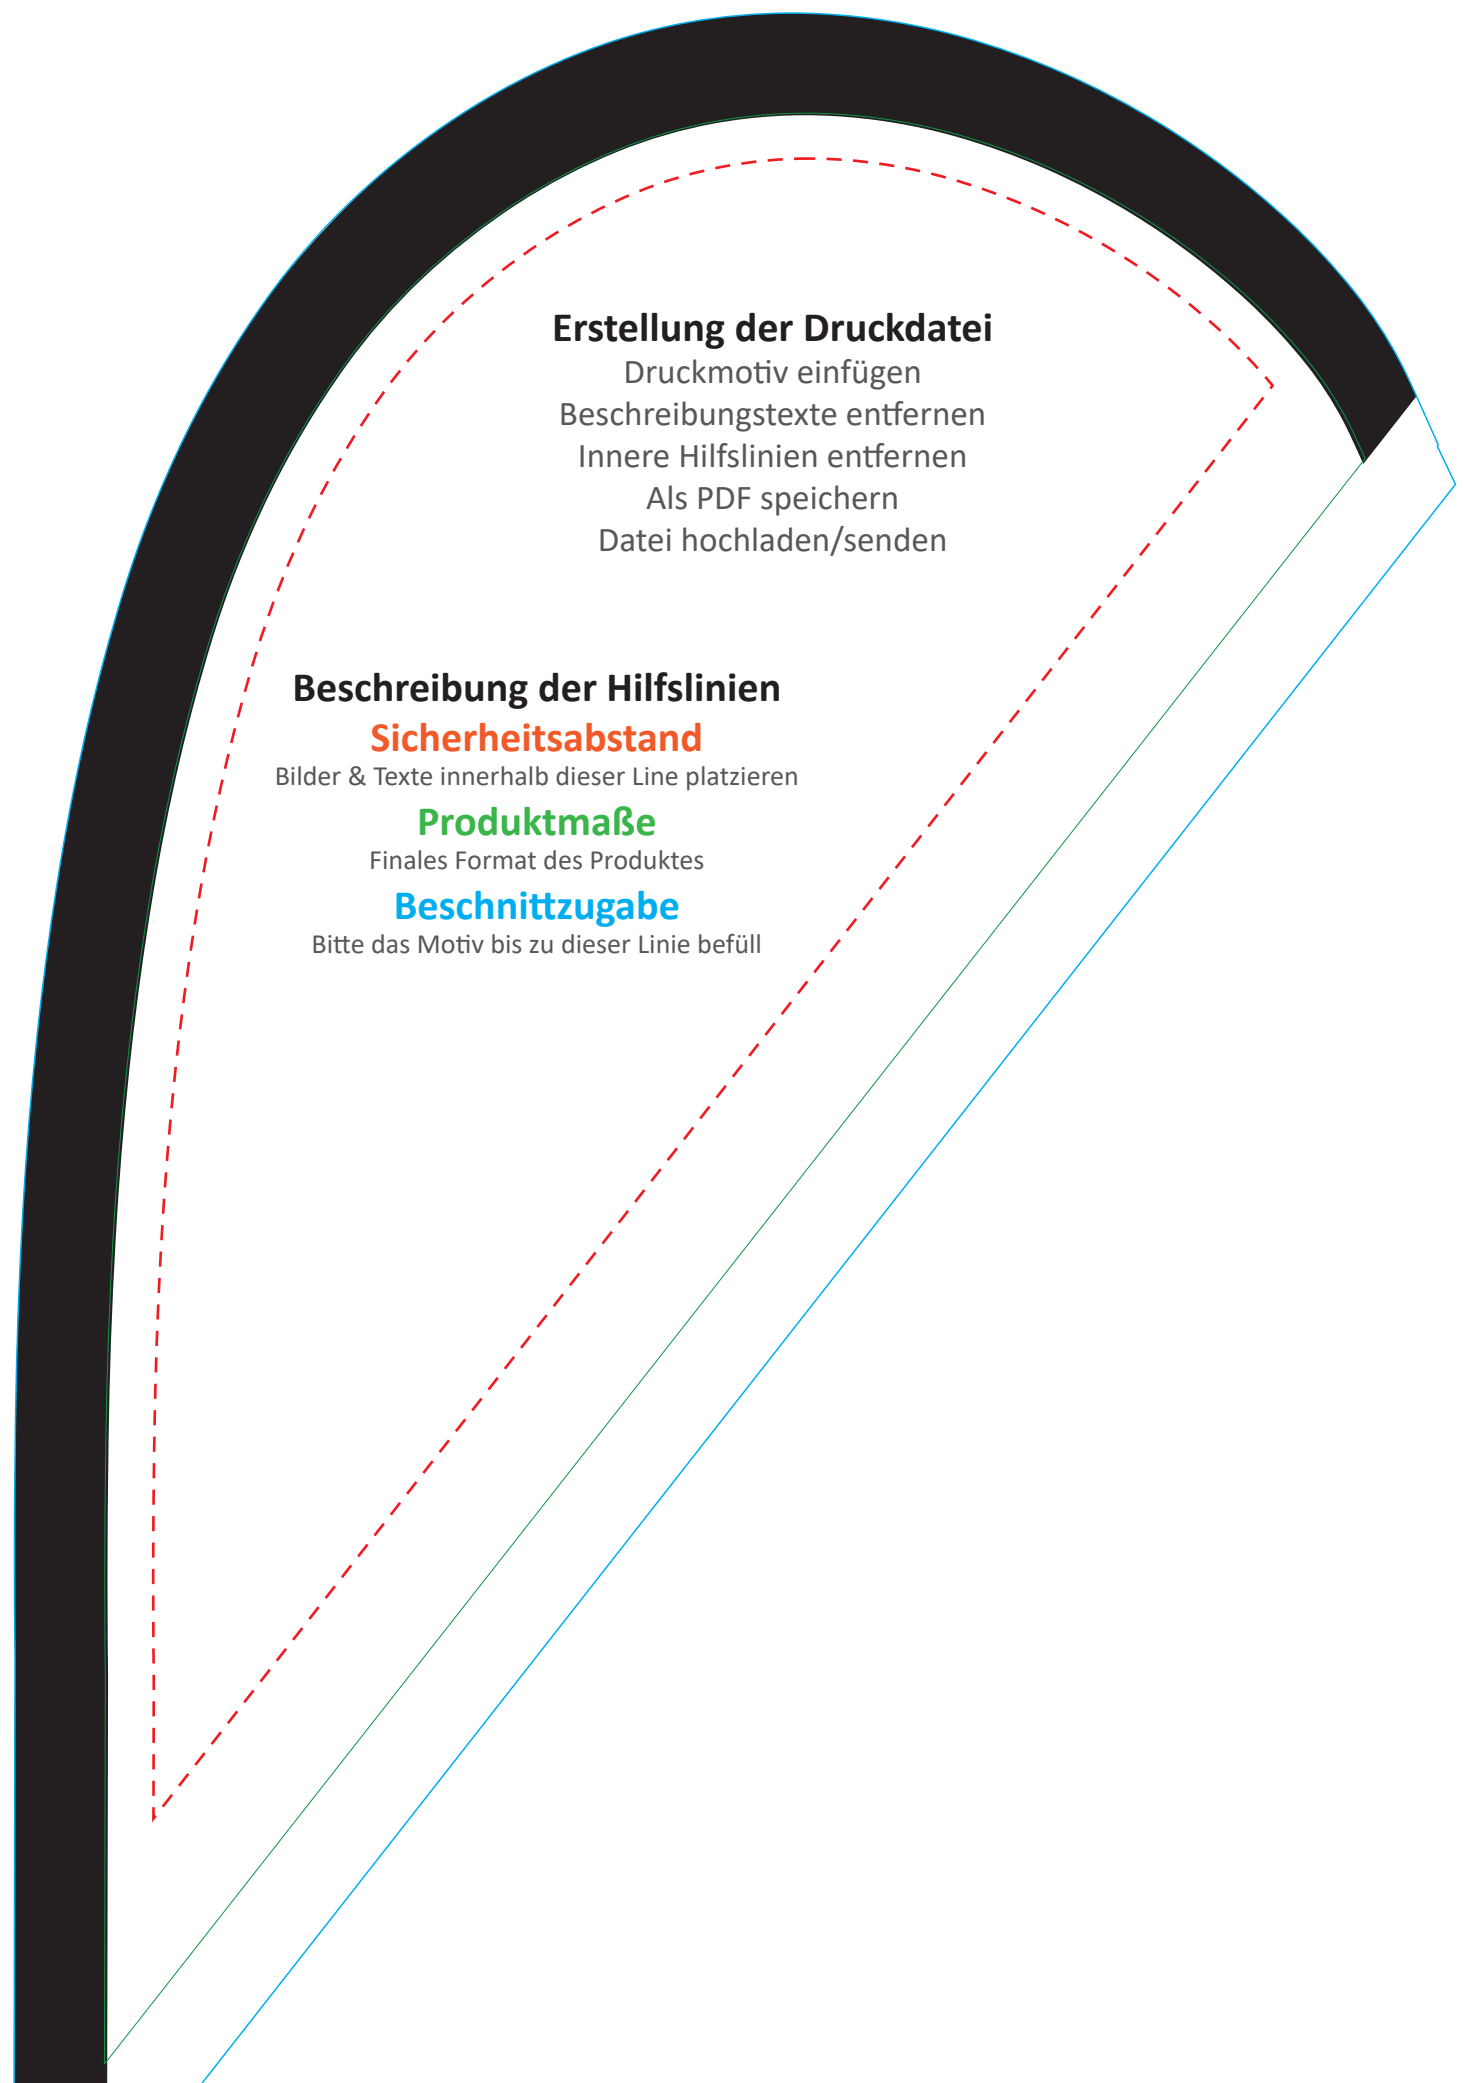 Erstellung der Druckdatei
Druckmotiv einfügen
Beschreibungstexte entfernen
Innere Hilfslinien entfernen
Als PDF speichern
Datei hochladen/senden
Beschreibung der Hilfslinien
Sicherheitsabstand
Bilder & Texte innerhalb dieser Line platzieren
Produktmaße
Finales Format des Produktes
Beschnittzugabe
Bitte das Motiv bis zu dieser Linie befüll